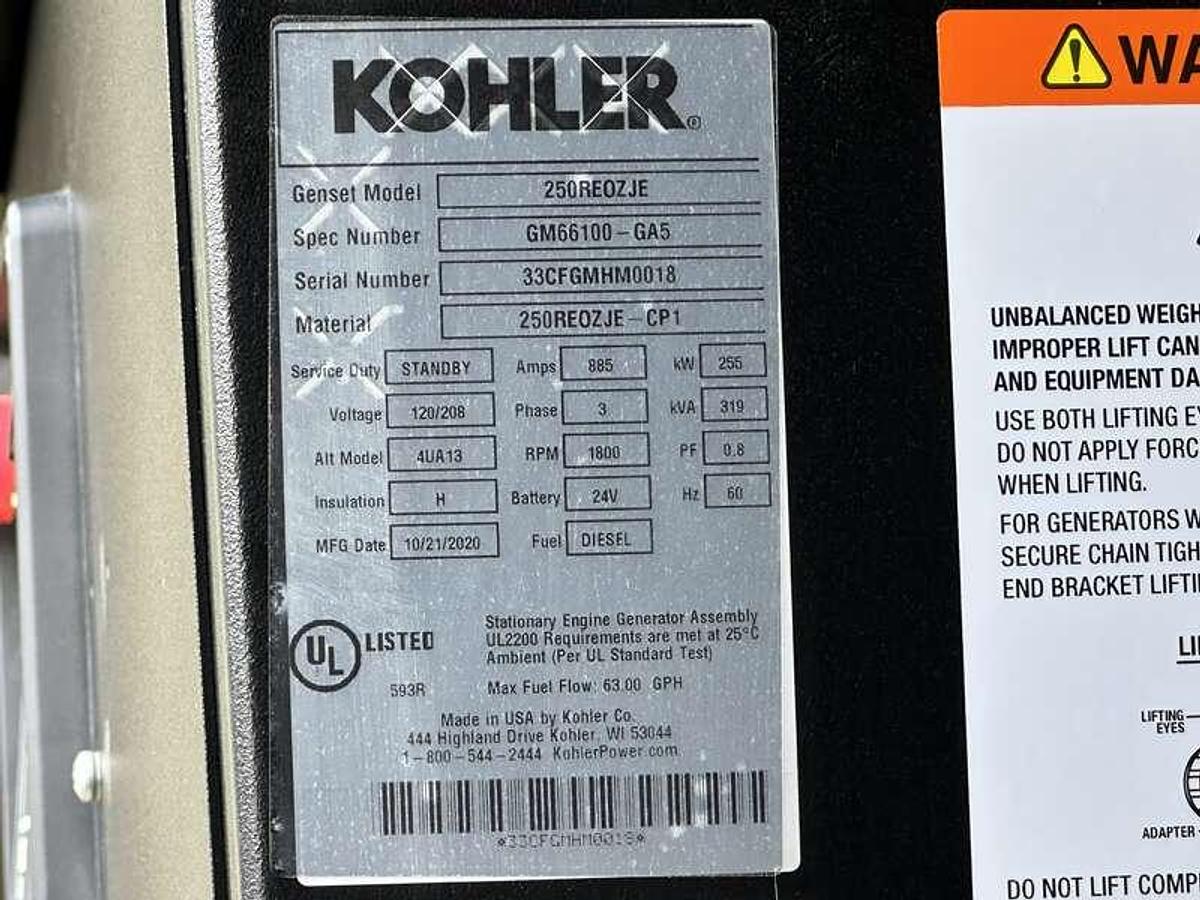 KOHLER®
Genset Model 250REOZJE
Spec Number GM66100-GA5
Serial Number 33CFGMHM0018
Material 250REOZJE-CP1
Service Duty STANDBY Amps 885 kW 255
Voltage 120/208 Phase 3 kVA 319
Alt Model 4UA13 RPM 1800 PF 0.8
Insulation H Battery 24V Hz 60
MFG Date 10/21/2020 Fuel DIESEL
UL LISTED
593R
Stationary Engine Generator Assembly
UL2200 Requirements are met at 25°C
Ambient (Per UL Standard Test)
Max Fuel Flow: 63.00 GPH
Made in USA by Kohler Co.
444 Highland Drive Kohler, WI 53044
1-800-544-2444 KohlerPower.com
*33CFGMHM0018*
WA
UNBALANCED WEIGH
IMPROPER LIFT CAN
AND EQUIPMENT DA
USE BOTH LIFTING EY
DO NOT APPLY FORC
WHEN LIFTING.
FOR GENERATORS W
SECURE CHAIN TIGH
END BRACKET LIFTI
LI
LIFTING
EYES
ADAPTER
DO NOT LIFT COMP